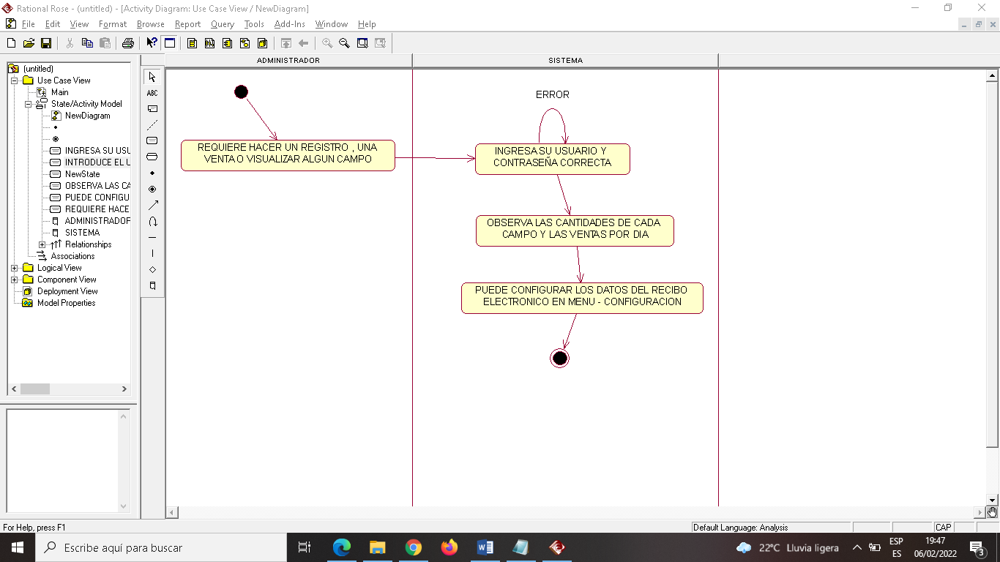 Rational Rose - (untitled) - [Activity Diagram: Use Case View / NewDiagram]
File Edit View Format Browse Report Query Tools Add-Ins Window Help
(untitled)
Use Case View
Main
State/Activity Model
NewDiagram
INGRESA SU USU
INTRODUCE EL U
NewState
OBSERVA LAS CA
PUEDE CONFIGU
REQUIERE HACE
ADMINISTRADOR
SISTEMA
Relationships
Associations
Logical View
Component View
Deployment View
Model Properties
ABC
ADMINISTRADOR
SISTEMA
REQUIERE HACER UN REGISTRO , UNA
VENTA O VISUALIZAR ALGUN CAMPO
ERROR
INGRESA SU USUARIO Y
CONTRASEÑA CORRECTA
OBSERVA LAS CANTIDADES DE CADA
CAMPO Y LAS VENTAS POR DIA
PUEDE CONFIGURAR LOS DATOS DEL RECIBO
ELECTRONICO EN MENU - CONFIGURACION
For Help, press F1
Default Language: Analysis
CAP
Escribe aquí para buscar
22°C Lluvia ligera
ESP
ES
19:47
06/02/2022
3